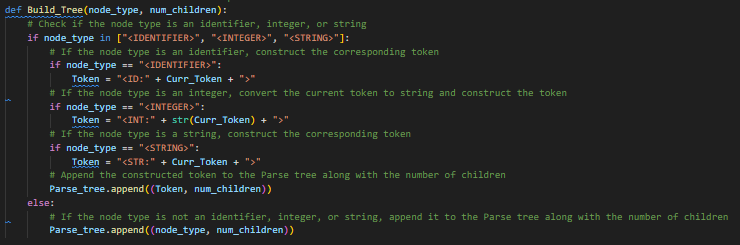 def Build_Tree(node_type, num_children):
    # Check if the node type is an identifier, integer, or string
    if node_type in ["<IDENTIFIER>", "<INTEGER>", "<STRING>"]:
        # If the node type is an identifier, construct the corresponding token
        if node_type == "<IDENTIFIER>":
            Token = "<ID:" + Curr_Token + ">"
        # If the node type is an integer, convert the current token to string and construct the token
        if node_type == "<INTEGER>":
            Token = "<INT:" + str(Curr_Token) + ">"
        # If the node type is a string, construct the corresponding token
        if node_type == "<STRING>":
            Token = "<STR:" + Curr_Token + ">"
        # Append the constructed token to the Parse tree along with the number of children
        Parse_tree.append((Token, num_children))
    else:
        # If the node type is not an identifier, integer, or string, append it to the Parse tree along with the number of children
        Parse_tree.append((node_type, num_children))